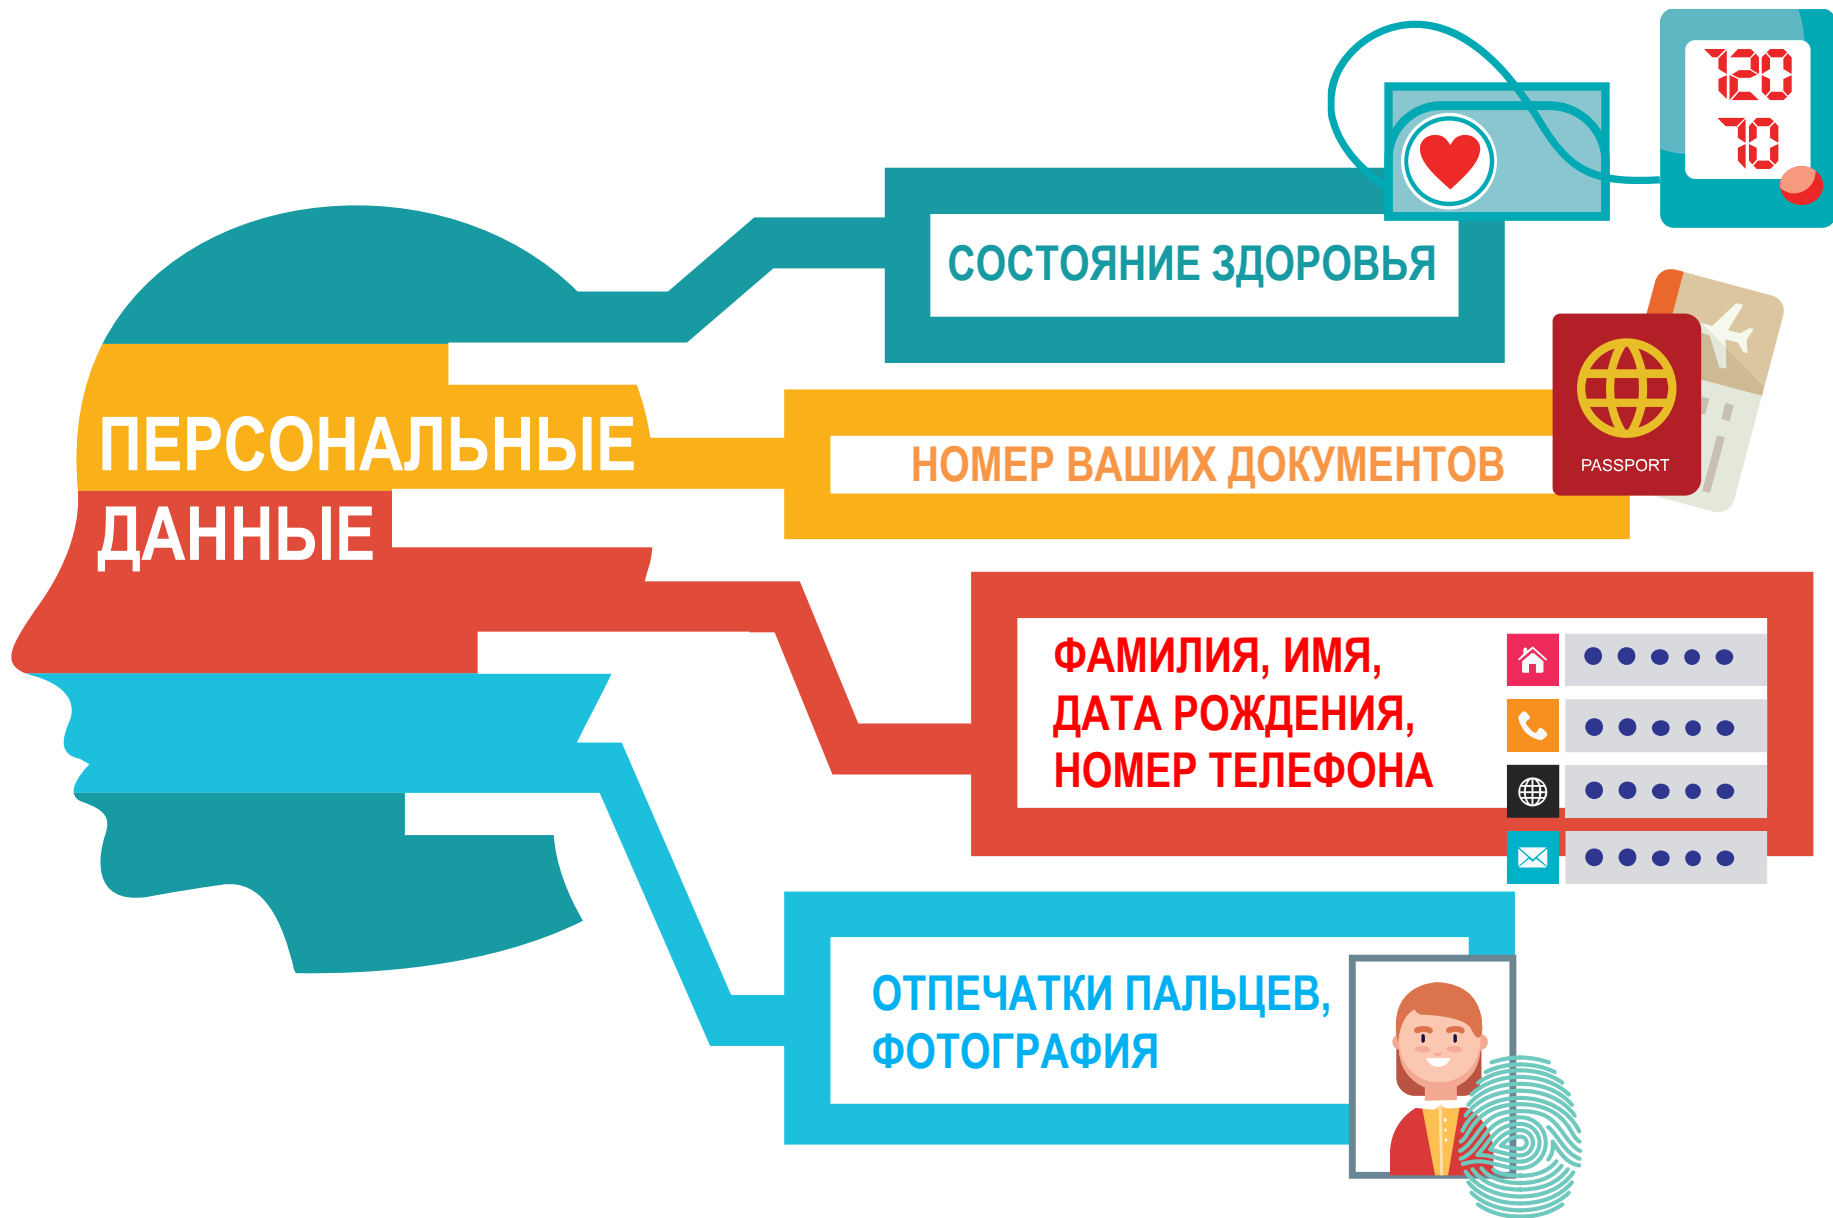 120
70
СОСТОЯНИЕ ЗДОРОВЬЯ
ПЕРСОНАЛЬНЫЕ
ДАННЫЕ
НОМЕР ВАШИХ ДОКУМЕНТОВ
PASSPORT
ФАМИЛИЯ, ИМЯ,
ДАТА РОЖДЕНИЯ,
НОМЕР ТЕЛЕФОНА
ОТПЕЧАТКИ ПАЛЬЦЕВ,
ФОТОГРАФИЯ